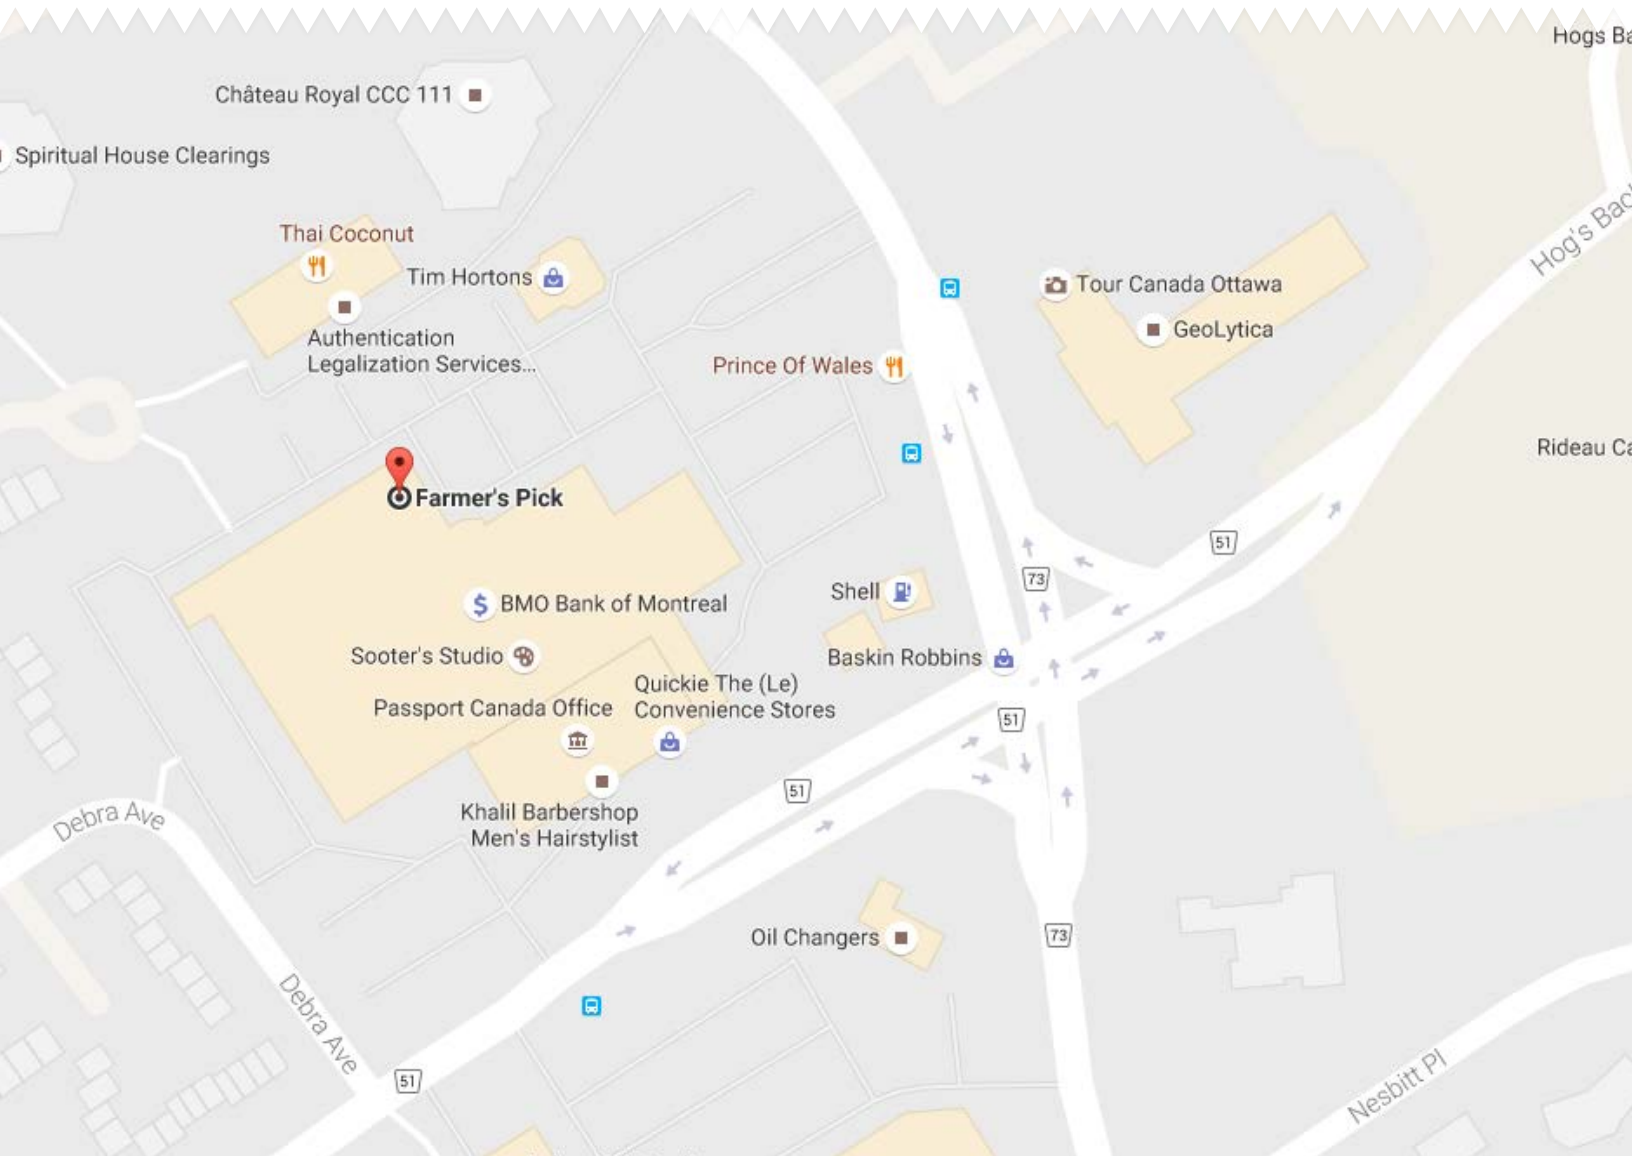 Hogs Ba
Château Royal CCC 111
Spiritual House Clearings
Hog's Bac
Thai Coconut
Tim Hortons
Tour Canada Ottawa
GeoLytica
Authentication
Legalization Services...
Prince Of Wales
Rideau Ca
Farmer's Pick
51
73
Shell
BMO Bank of Montreal
Sooter's Studio
Baskin Robbins
Quickie The (Le)
Convenience Stores
Passport Canada Office
51
51
Khalil Barbershop
Men's Hairstylist
Debra Ave
Oil Changers
73
Debra Ave
51
Nesbitt Pl